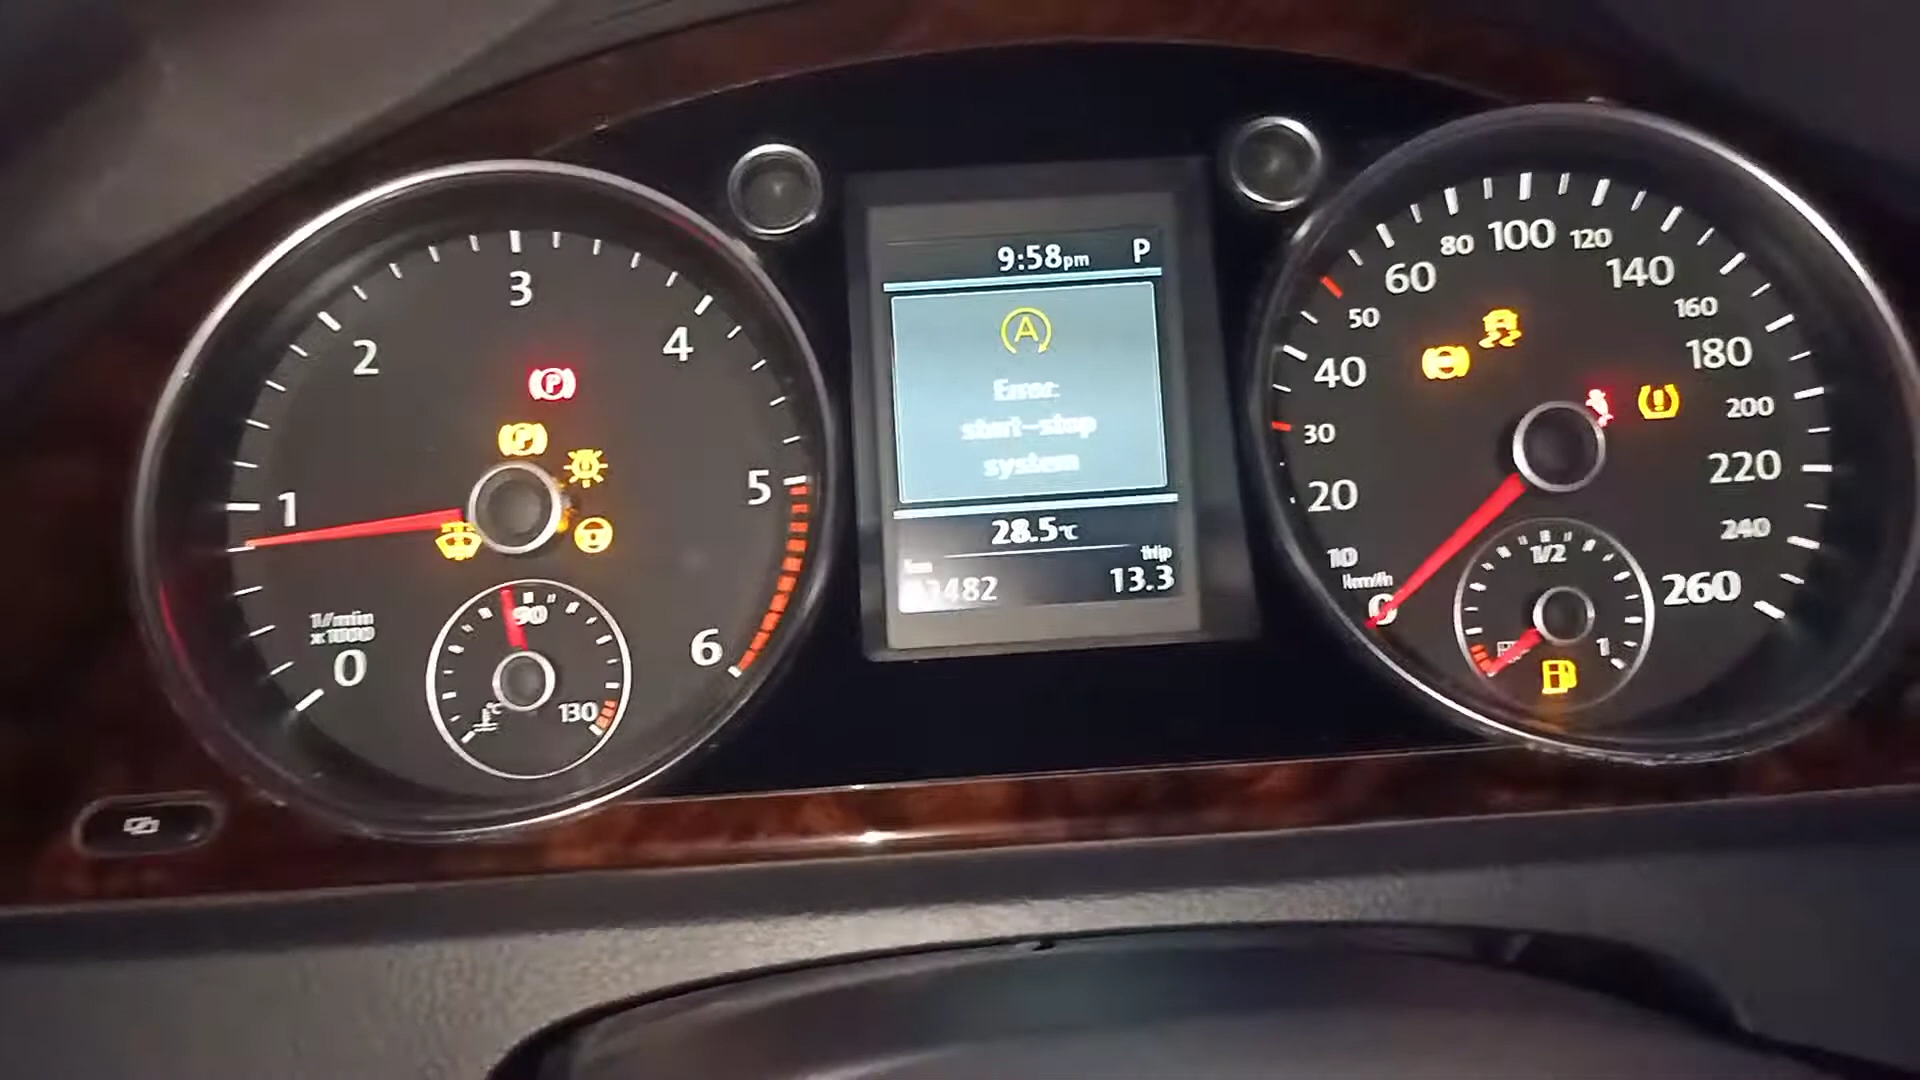 9:58pm P
A
Error:
start-stop
system
28.5°C
km trip
482 13.3
0
1
2
3
4
5
6
1/min
x1000
P
P
90
130
°C
0
10
20
30
40
50
60
80
100
120
140
160
180
200
220
240
260
km/h
1/2
1